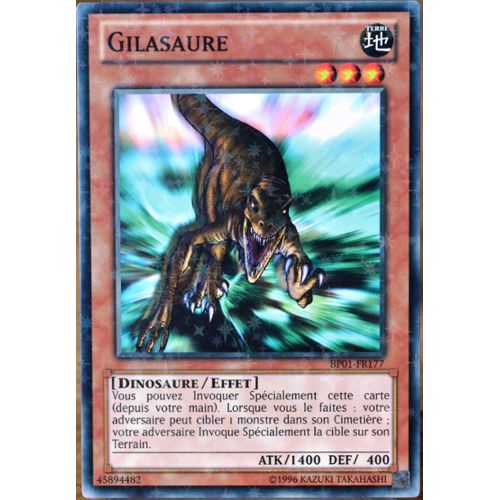 GILASAURE
TERRE
地
BP01-FR177
[DINOSAURE/EFFET]
Vous pouvez Invoquer Spécialement cette carte
(depuis votre main). Lorsque vous le faites : votre
adversaire peut cibler 1 monstre dans son Cimetière ;
votre adversaire Invoque Spécialement la cible sur son
Terrain.
ATK/1400 DEF/ 400
45894482
©1996 KAZUKI TAKAHASHI